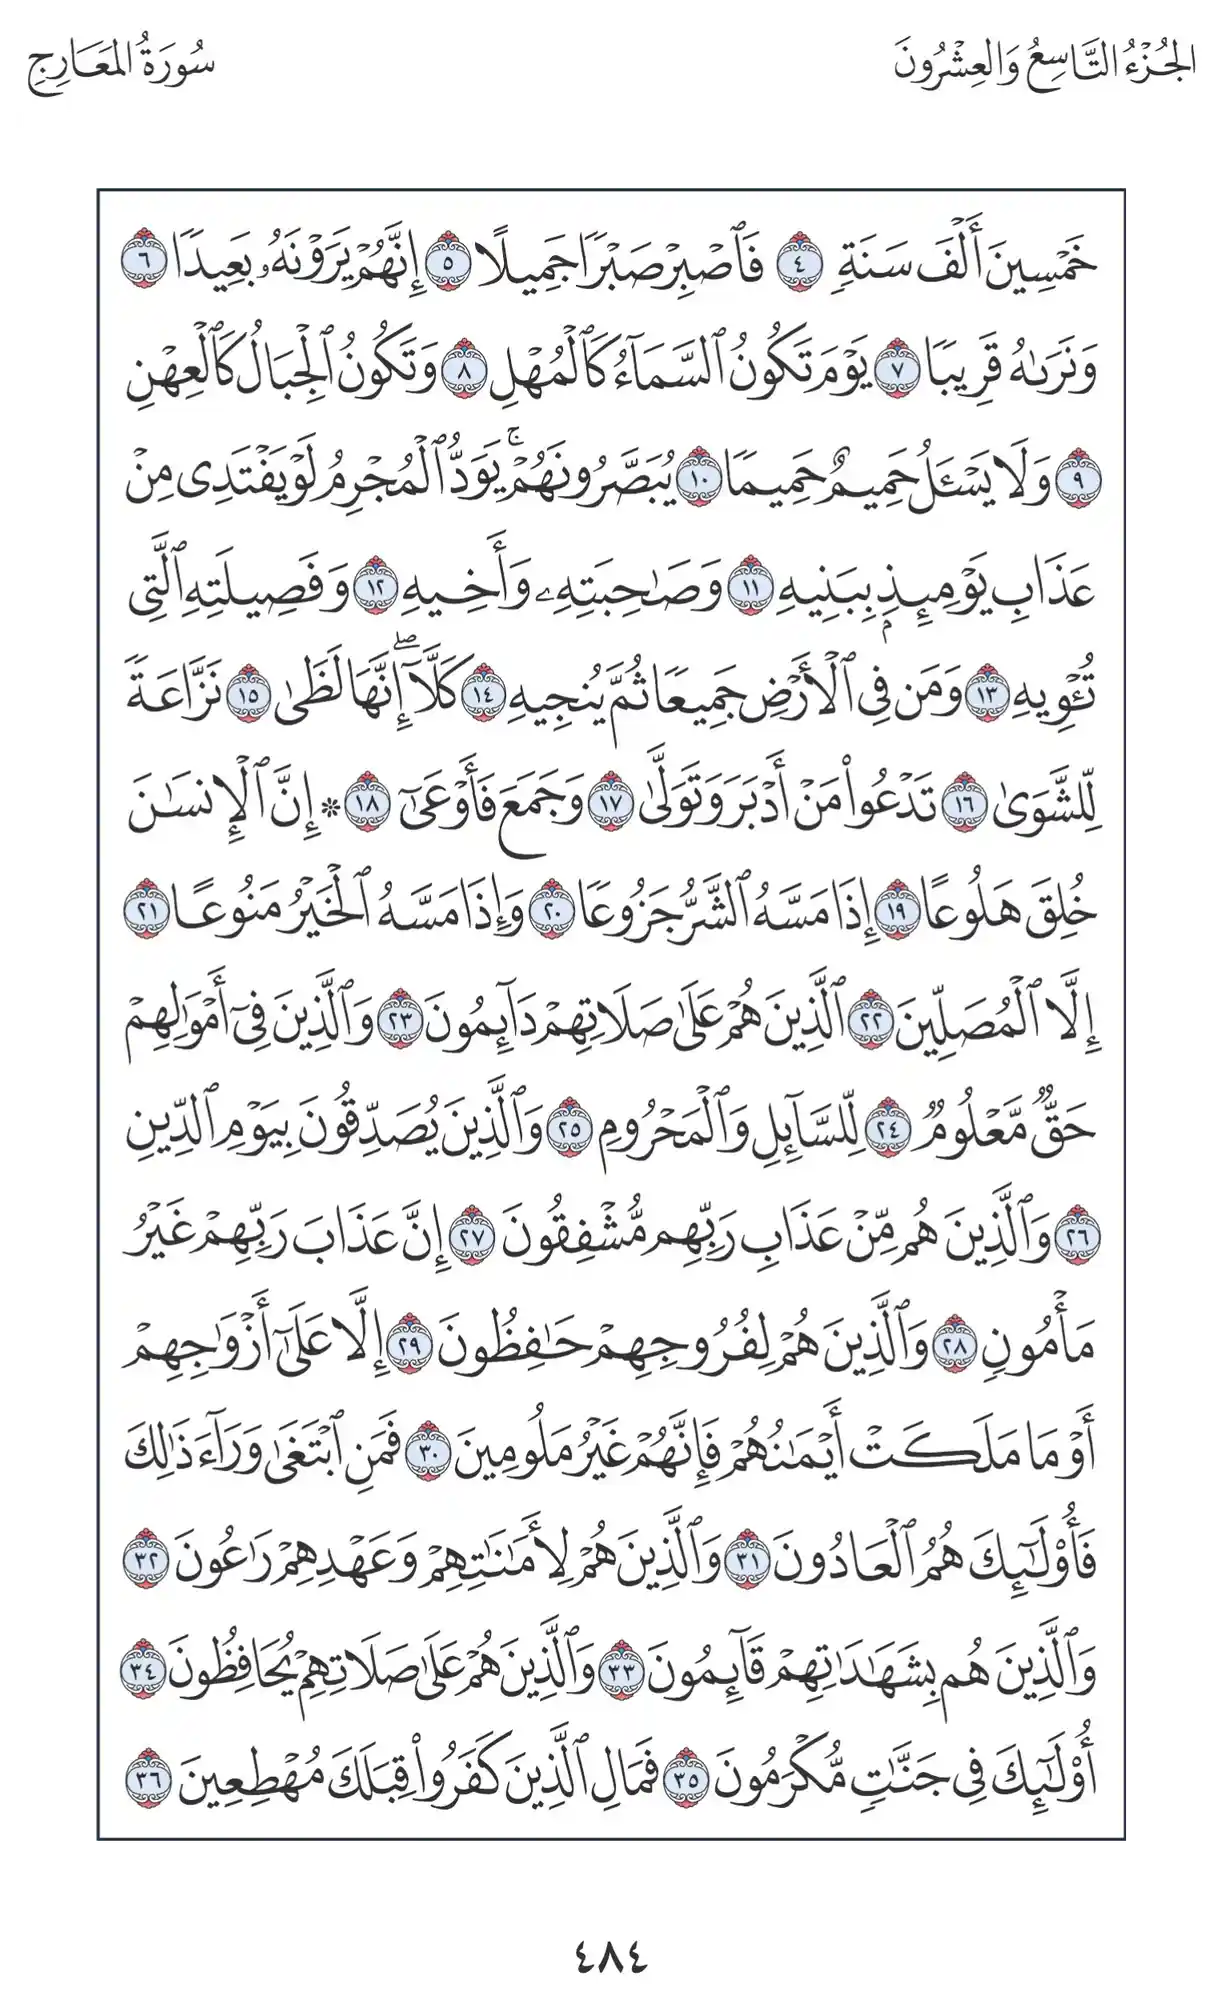 الجُزْءُ التَّاسِعُ وَالعِشْرُونَ
سُورَةُ المَعَارِجِ
خَمْسِينَ أَلْفَ سَنَةٖ ٤ فَٱصْبِرْ صَبْرٗا جَمِيلًا ٥ إِنَّهُمْ يَرَوْنَهُۥ بَعِيدٗا ٦
وَنَرَىٰهُ قَرِيبٗا ٧ يَوْمَ تَكُونُ ٱلسَّمَآءُ كَٱلْمُهْلِ ٨ وَتَكُونُ ٱلْجِبَالُ كَٱلْعِهْنِ
٩ وَلَا يَسْـَٔلُ حَمِيمٌ حَمِيمٗا ١٠ يُبَصَّرُونَهُمْۚ يَوَدُّ ٱلْمُجْرِمُ لَوْ يَفْتَدِى مِنْ
عَذَابِ يَوْمِئِذِۭ بِبَنِيهِ ١١ وَصَـٰحِبَتِهِۦ وَأَخِيهِ ١٢ وَفَصِيلَتِهِ ٱلَّتِى
تُـْٔوِيهِ ١٣ وَمَن فِى ٱلْأَرْضِ جَمِيعٗا ثُمَّ يُنجِيهِ ١٤ كَلَّآۖ إِنَّهَا لَظَىٰ ١٥ نَزَّاعَةٗ
لِّلشَّوَىٰ ١٦ تَدْعُوا۟ مَنْ أَدْبَرَ وَتَوَلَّىٰ ١٧ وَجَمَعَ فَأَوْعَىٰٓ ١٨ * إِنَّ ٱلْإِنسَـٰنَ
خُلِقَ هَلُوعًا ١٩ إِذَا مَسَّهُ ٱلشَّرُّ جَزُوعٗا ٢٠ وَإِذَا مَسَّهُ ٱلْخَيْرُ مَنُوعًا ٢١
إِلَّا ٱلْمُصَلِّينَ ٢٢ ٱلَّذِينَ هُمْ عَلَىٰ صَلَاتِهِمْ دَآئِمُونَ ٢٣ وَٱلَّذِينَ فِىٓ أَمْوَٰلِهِمْ
حَقّٞ مَّعْلُومٞ ٢٤ لِّلسَّآئِلِ وَٱلْمَحْرُومِ ٢٥ وَٱلَّذِينَ يُصَدِّقُونَ بِيَوْمِ ٱلدِّينِ
٢٦ وَٱلَّذِينَ هُم مِّنْ عَذَابِ رَبِّهِم مُّشْفِقُونَ ٢٧ إِنَّ عَذَابَ رَبِّهِمْ غَيْرُ
مَأْمُونٖ ٢٨ وَٱلَّذِينَ هُمْ لِفُرُوجِهِمْ حَـٰفِظُونَ ٢٩ إِلَّا عَلَىٰٓ أَزْوَٰجِهِمْ
أَوْ مَا مَلَكَتْ أَيْمَـٰنُهُمْ فَإِنَّهُمْ غَيْرُ مَلُومِينَ ٣٠ فَمَنِ ٱبْتَغَىٰ وَرَآءَ ذَٰلِكَ
فَأُو۟لَـٰٓئِكَ هُمُ ٱلْعَادُونَ ٣١ وَٱلَّذِينَ هُمْ لِأَمَـٰنَـٰتِهِمْ وَعَهْدِهِمْ رَٰعُونَ ٣٢
وَٱلَّذِينَ هُم بِشَهَـٰدَٰتِهِمْ قَآئِمُونَ ٣٣ وَٱلَّذِينَ هُمْ عَلَىٰ صَلَاتِهِمْ يُحَافِظُونَ ٣٤
أُو۟لَـٰٓئِكَ فِى جَنَّـٰتٖ مُّكْرَمُونَ ٣٥ فَمَالِ ٱلَّذِينَ كَفَرُوا۟ قِبَلَكَ مُهْطِعِينَ ٣٦
٤٨٤